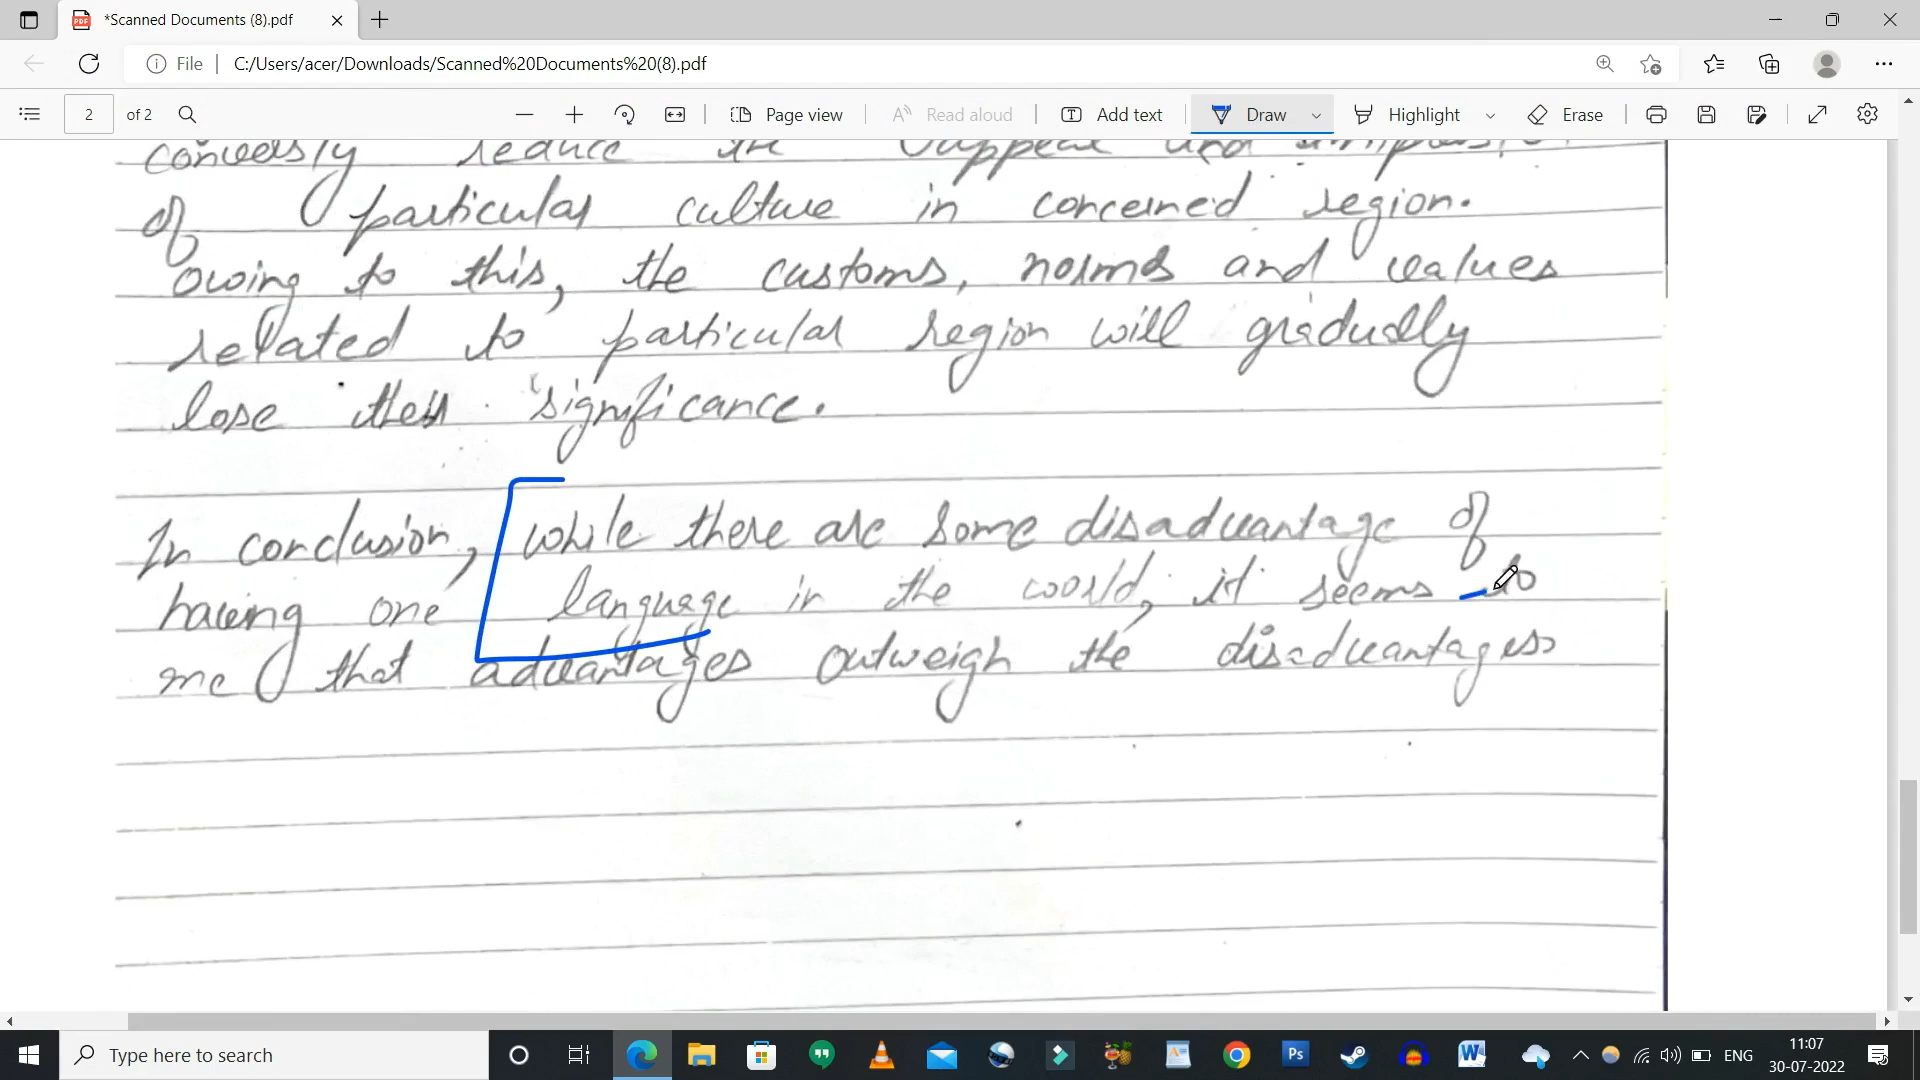 *Scanned Documents (8).pdf
File C:/Users/acer/Downloads/Scanned%20Documents%20(8).pdf
2 of 2 Page view Read aloud Add text Draw Highlight Erase
reduce the and
of particular culture in concerned region.
owing to this, the customs, norms and values
related to particular region will gradually
lose their significance.
In conclusion, while there are some disadvantage of
having one language in the world, it seems to
me that advantages outweigh the disadvantages
Type here to search
ENG
11:07
30-07-2022